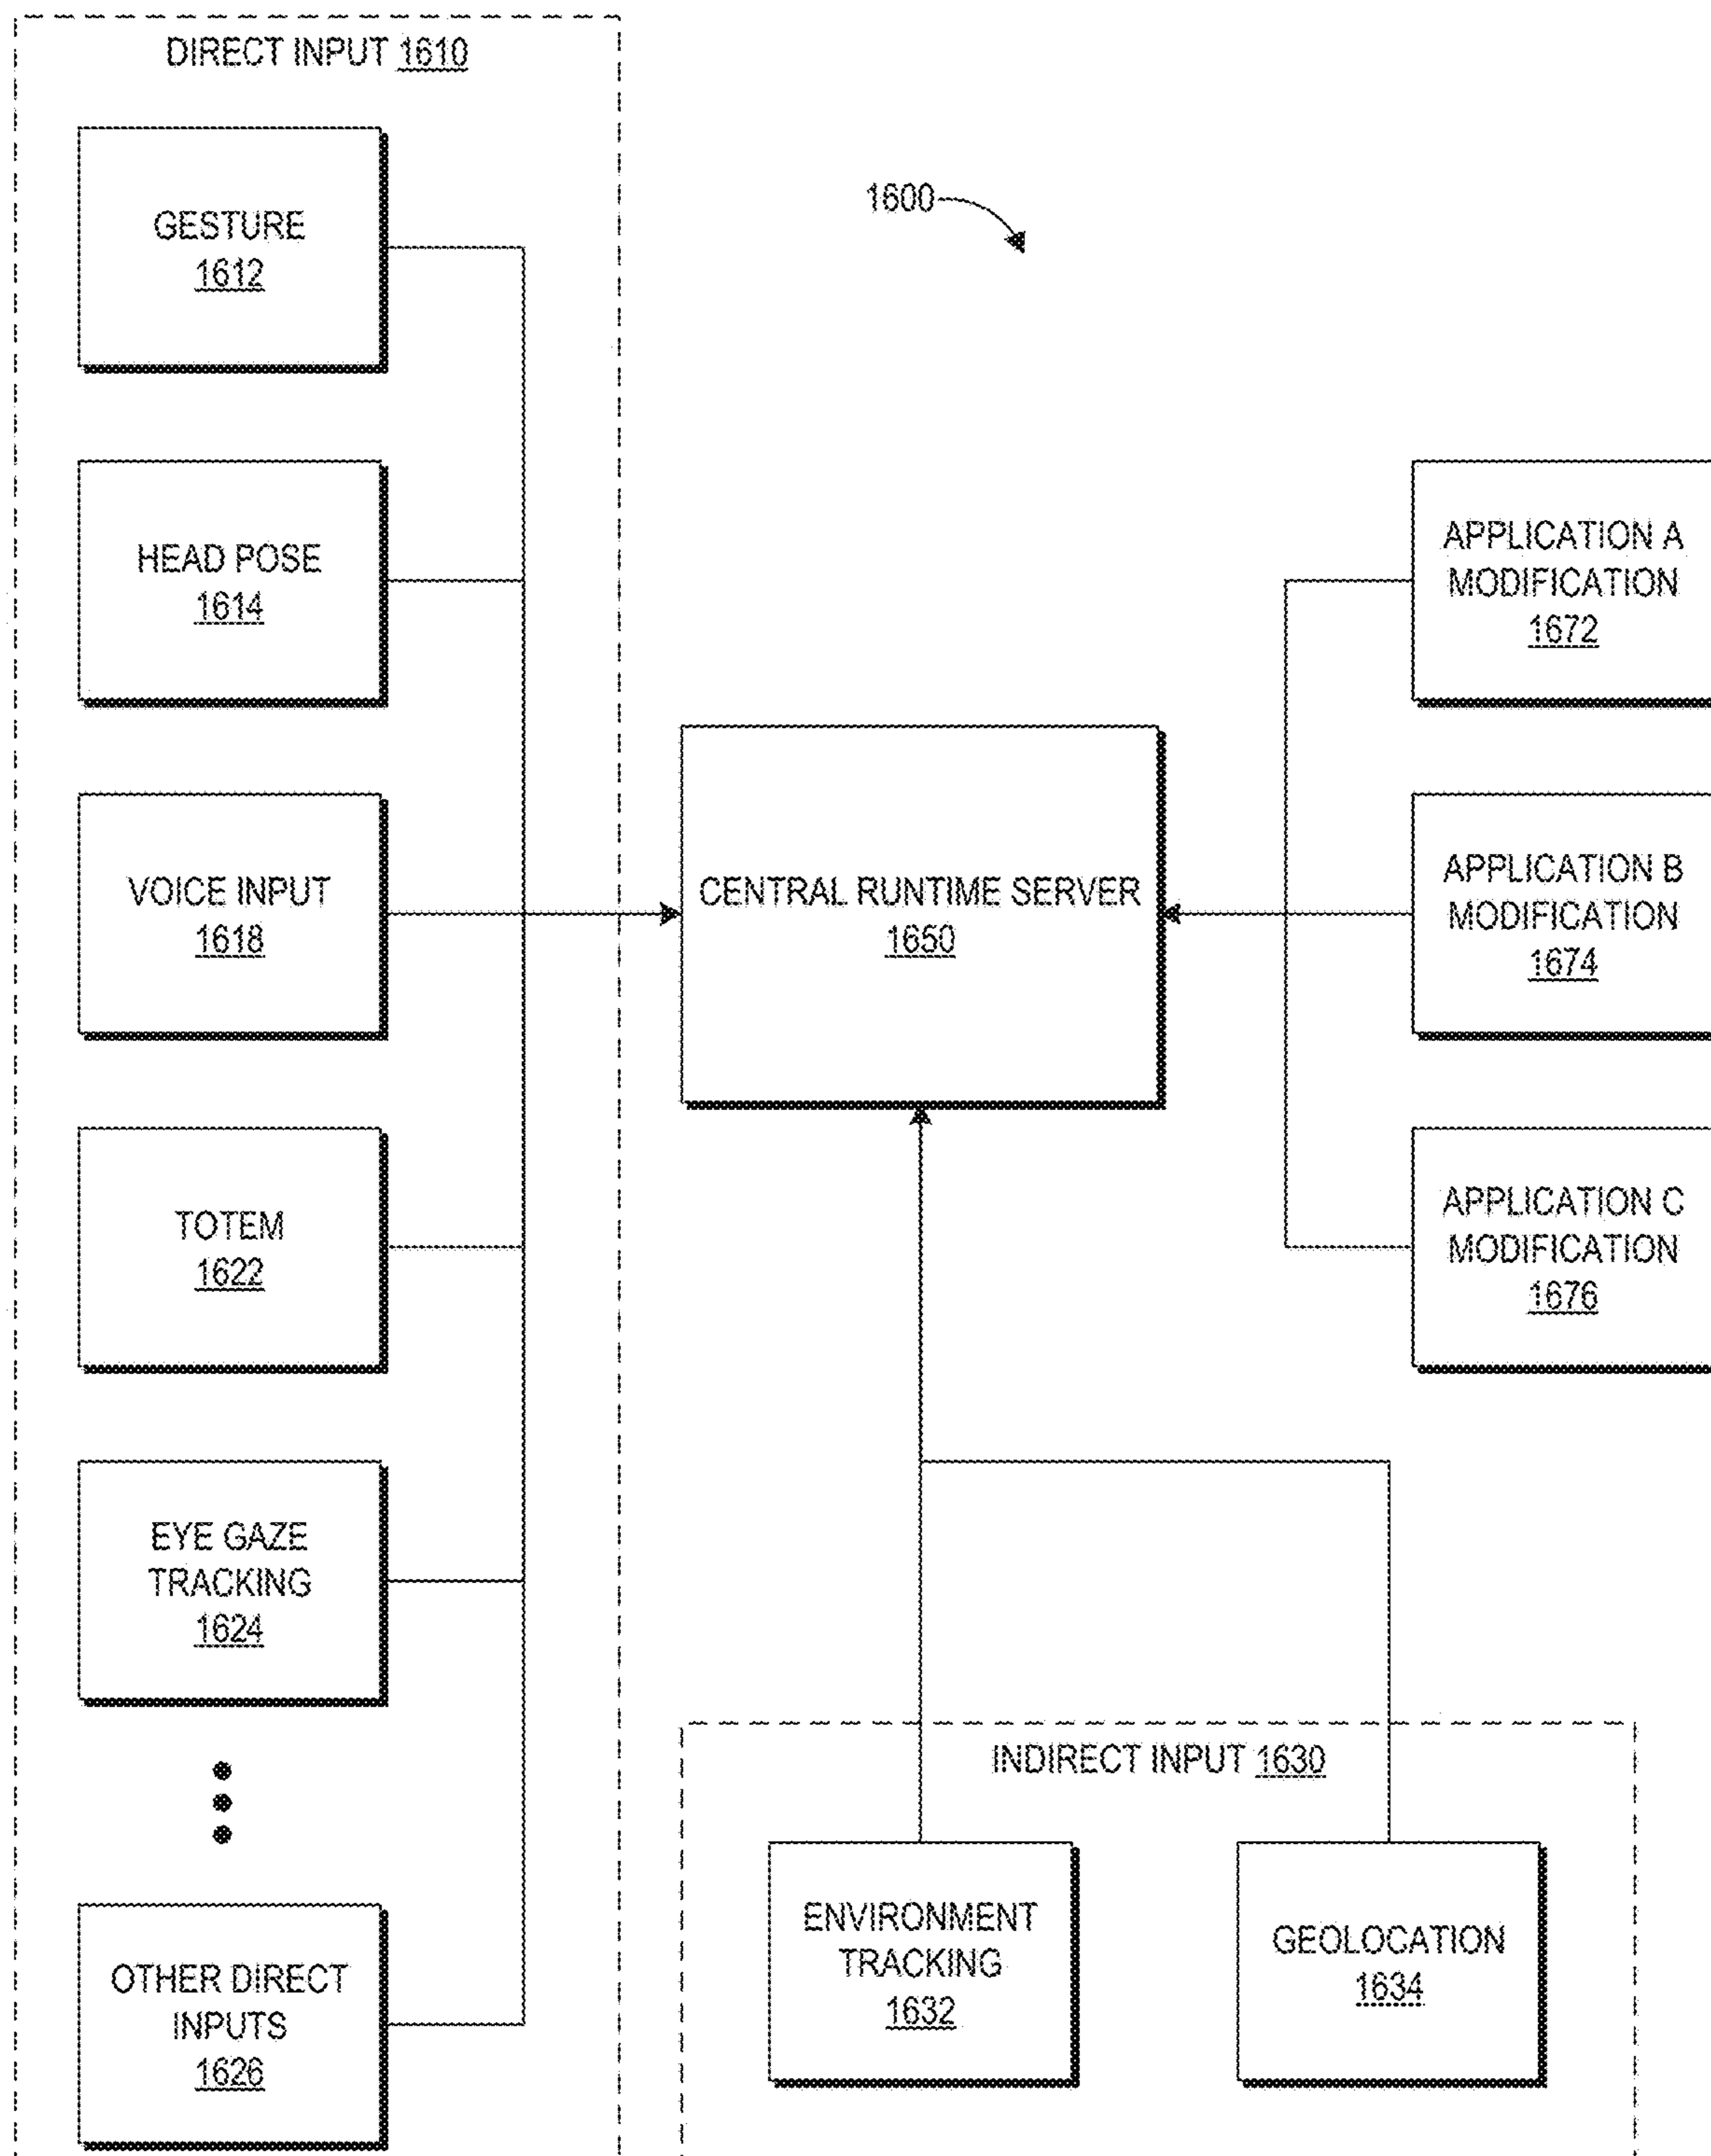 DIRECT INPUT 1610
GESTURE
1612
1600
HEAD POSE
1614
APPLICATION A
MODIFICATION
1672
VOICE INPUT
1618
CENTRAL RUNTIME SERVER
1650
APPLICATION B
MODIFICATION
1674
TOTEM
1622
APPLICATION C
MODIFICATION
1676
EYE GAZE
TRACKING
1624
INDIRECT INPUT 1630
ENVIRONMENT
TRACKING
1632
GEOLOCATION
1634
OTHER DIRECT
INPUTS
1626